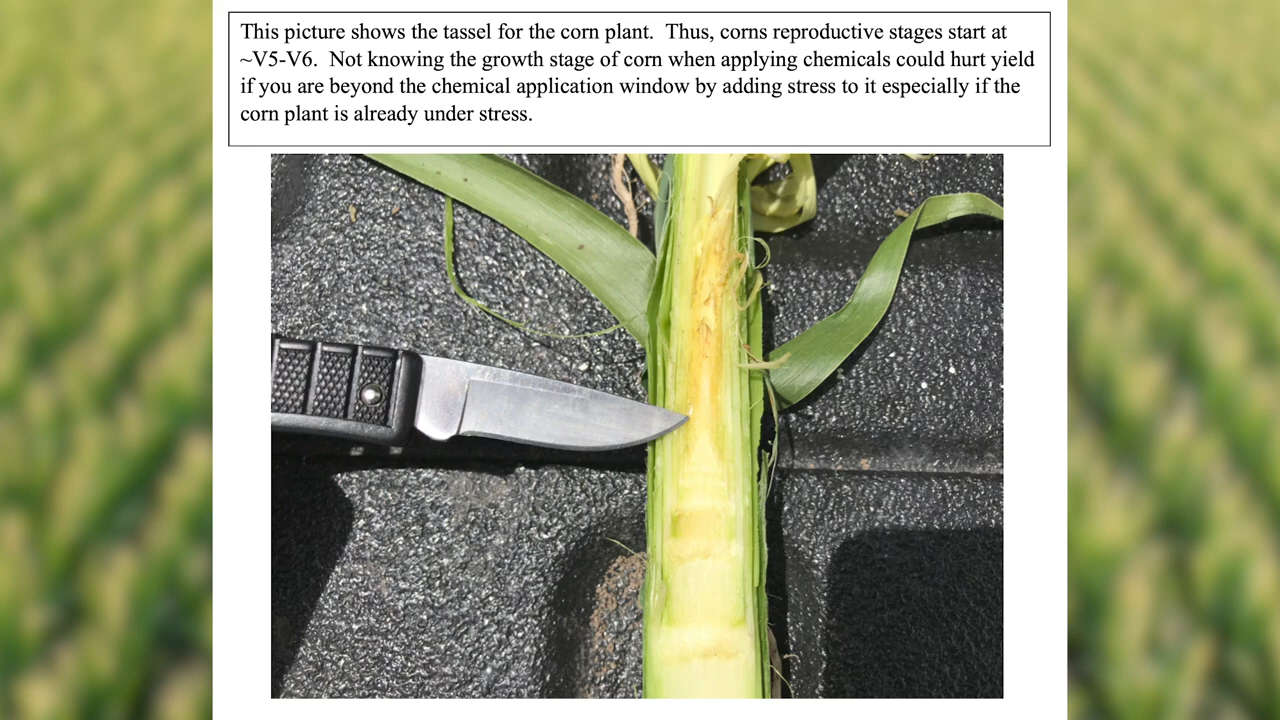 This picture shows the tassel for the corn plant.  Thus, corns reproductive stages start at
~V5-V6.  Not knowing the growth stage of corn when applying chemicals could hurt yield
if you are beyond the chemical application window by adding stress to it especially if the
corn plant is already under stress.